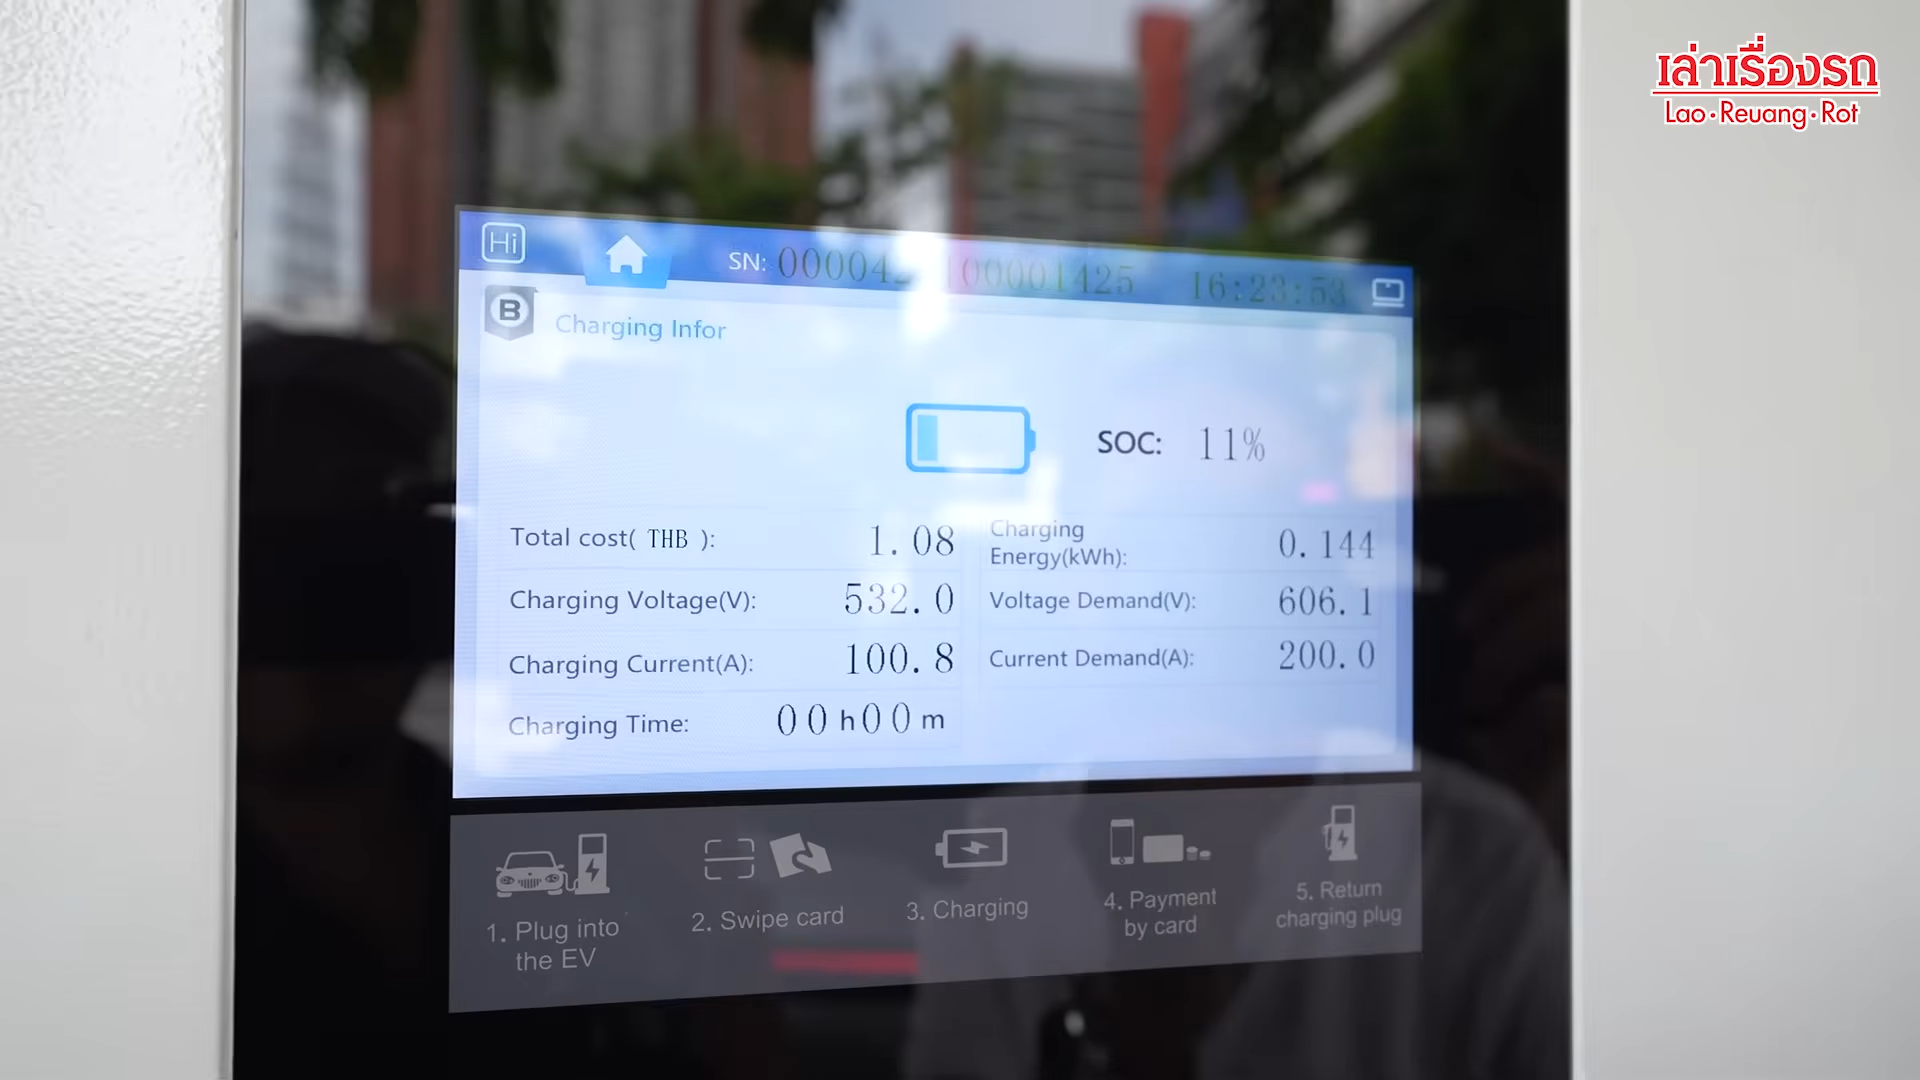 เล่าเรื่องรถ
Lao•Reuang•Rot
Hi
SN: 16:23:53
B
Charging Infor
SOC: 11%
Total cost( THB ): 1.08
Charging Energy(kWh): 0.144
Charging Voltage(V): 532.0
Voltage Demand(V): 606.1
Charging Current(A): 100.8
Current Demand(A): 200.0
Charging Time: 00h00m
1. Plug into
the EV
2. Swipe card
3. Charging
4. Payment
by card
5. Return
charging plug